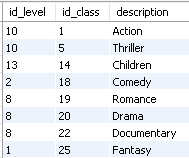 id_level id_class description
10 1 Action
10 5 Thriller
13 14 Children
2 18 Comedy
8 19 Romance
8 20 Drama
8 22 Documentary
1 25 Fantasy